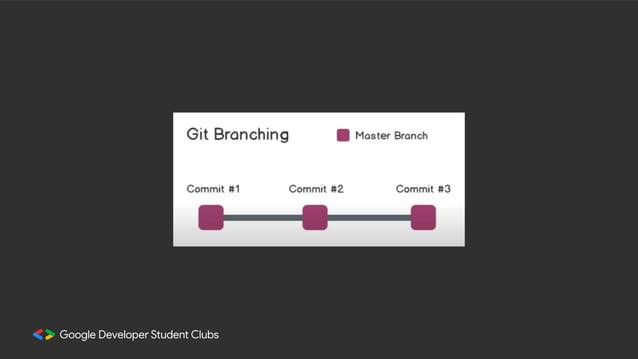 Git Branching
Master Branch
Commit #1 Commit #2 Commit #3
Google Developer Student Clubs